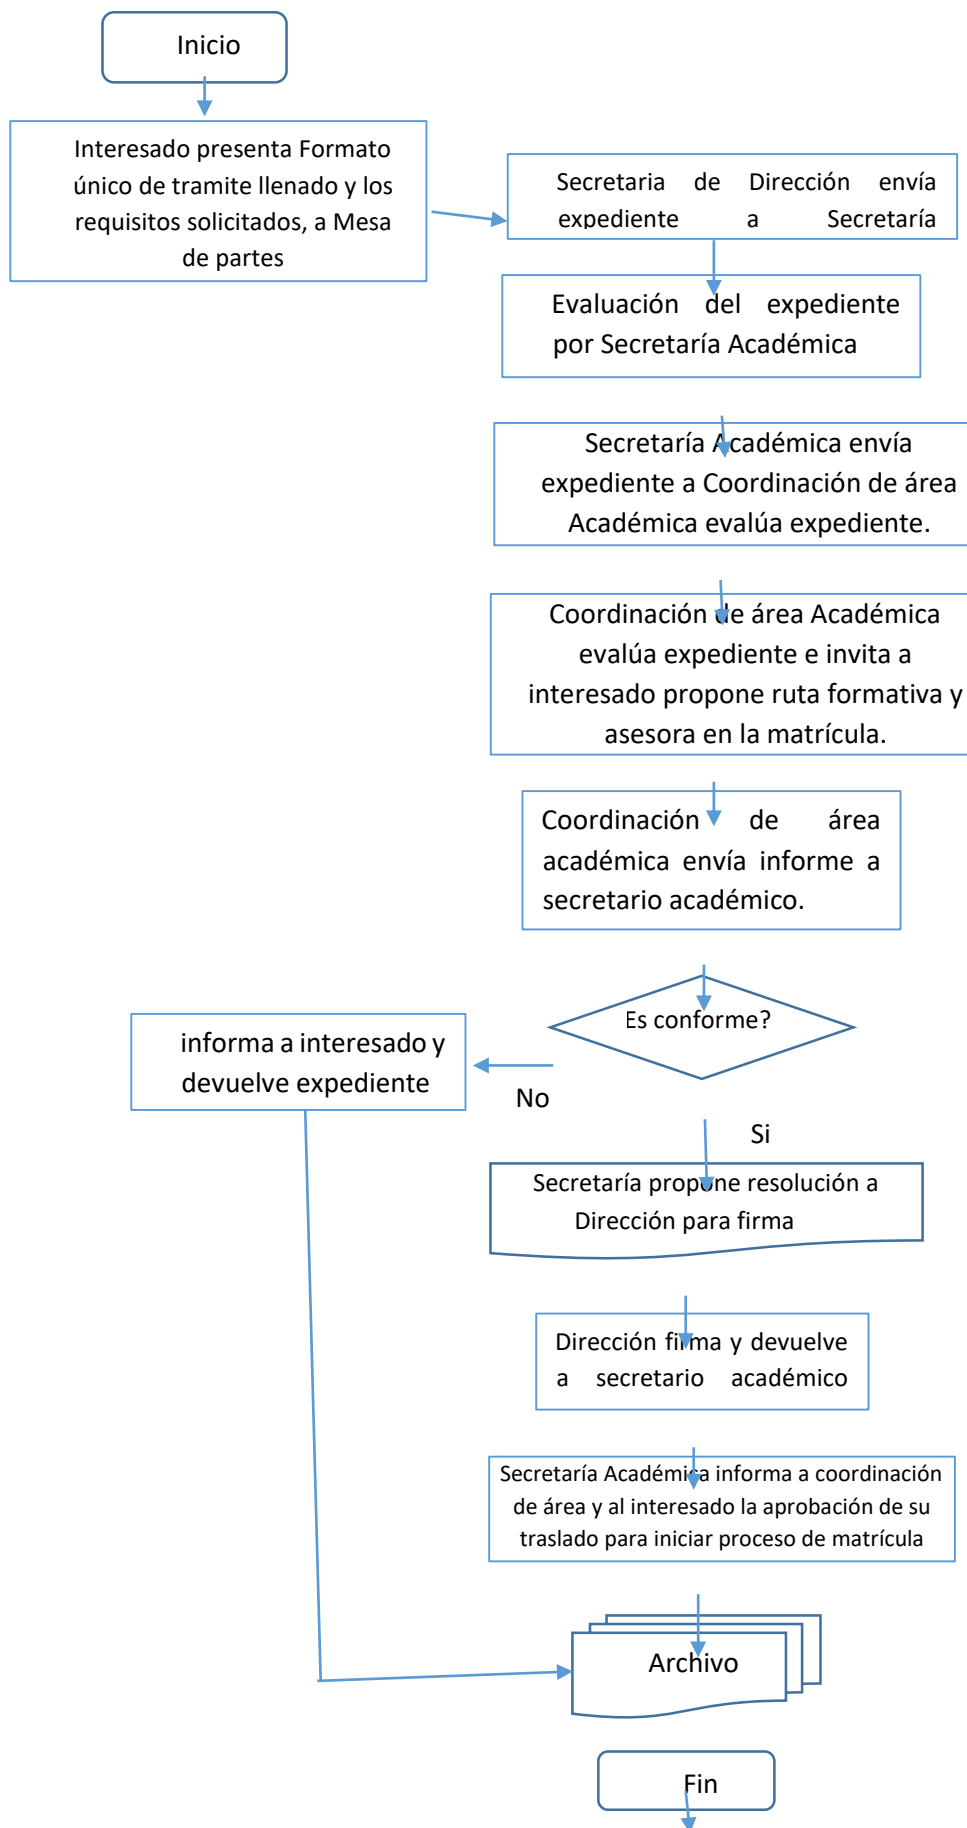 Inicio
Interesado presenta Formato
único de tramite llenado y los
requisitos solicitados, a Mesa
de partes
Secretaria de Dirección envía
expediente a Secretaría
Evaluación del expediente
por Secretaría Académica
Secretaría Académica envía
expediente a Coordinación de área
Académica evalúa expediente.
Coordinación de área Académica
evalúa expediente e invita a
interesado propone ruta formativa y
asesora en la matrícula.
Coordinación de área
académica envía informe a
secretario académico.
Es conforme?
informa a interesado y
devuelve expediente
No
Si
Secretaría propone resolución a
Dirección para firma
Dirección firma y devuelve
a secretario académico
Secretaría Académica informa a coordinación
de área y al interesado la aprobación de su
traslado para iniciar proceso de matrícula
Archivo
Fin